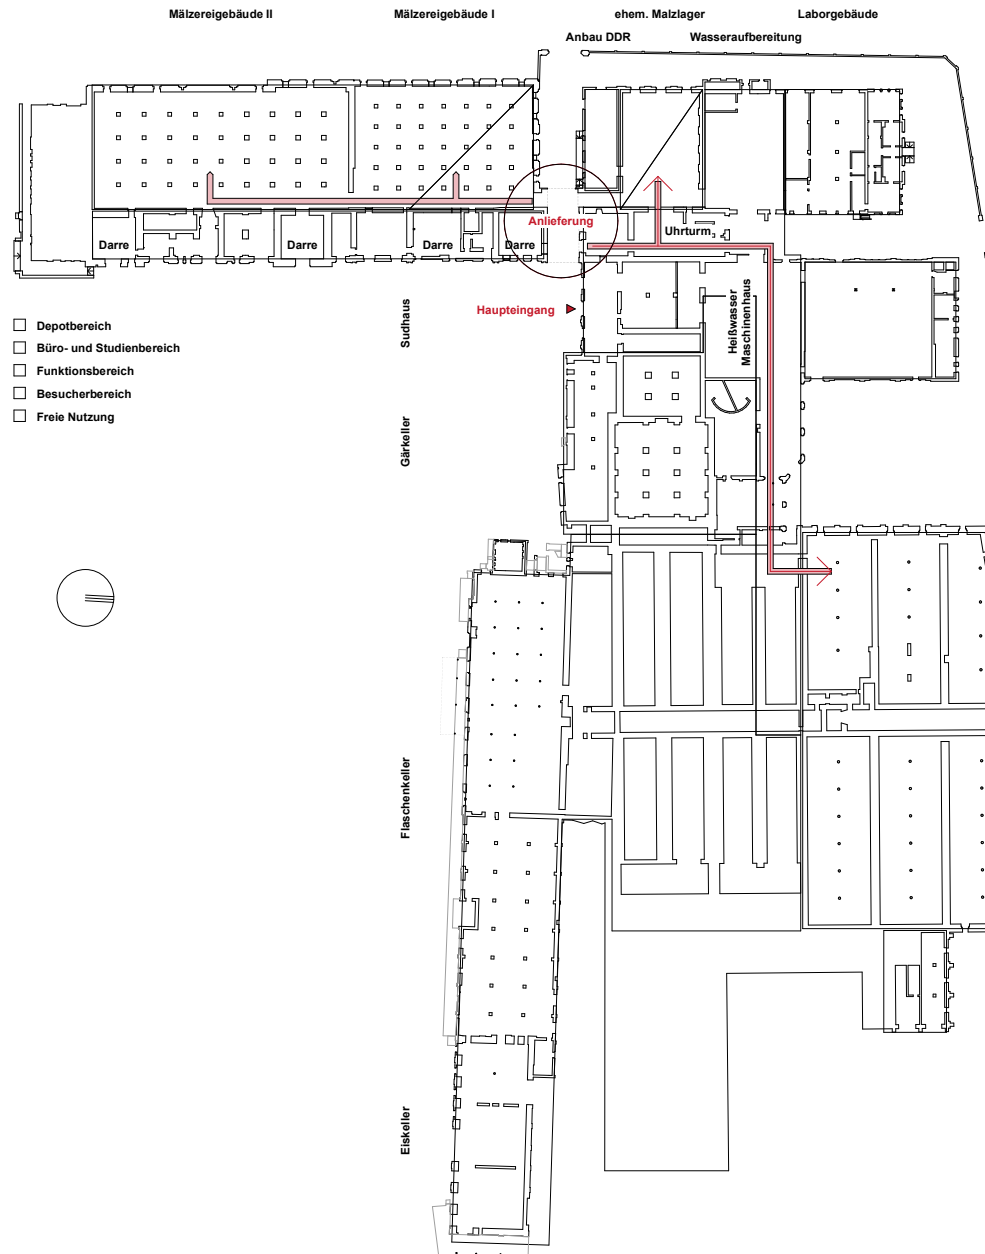 Mälzereigebäude II
Mälzereigebäude I
ehem. Malzlager
Laborgebäude
Anbau DDR
Wasseraufbereitung
Anlieferung
Uhrturm
Darre
Darre
Darre
Darre
Haupteingang
Sudhaus
Heißwasser
Maschinenhaus
Depotbereich
Büro- und Studienbereich
Funktionsbereich
Besucherbereich
Freie Nutzung
Gärkeller
Flaschenkeller
Eiskeller